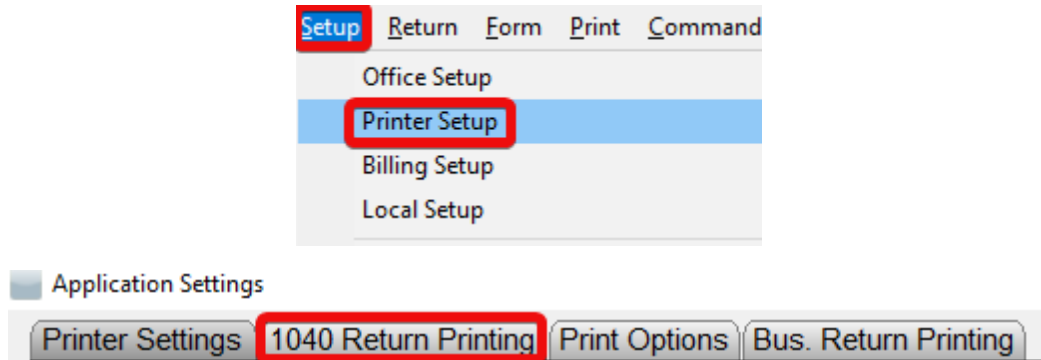 Setup Return Form Print Command
Office Setup
Printer Setup
Billing Setup
Local Setup
Application Settings
Printer Settings 1040 Return Printing Print Options Bus. Return Printing